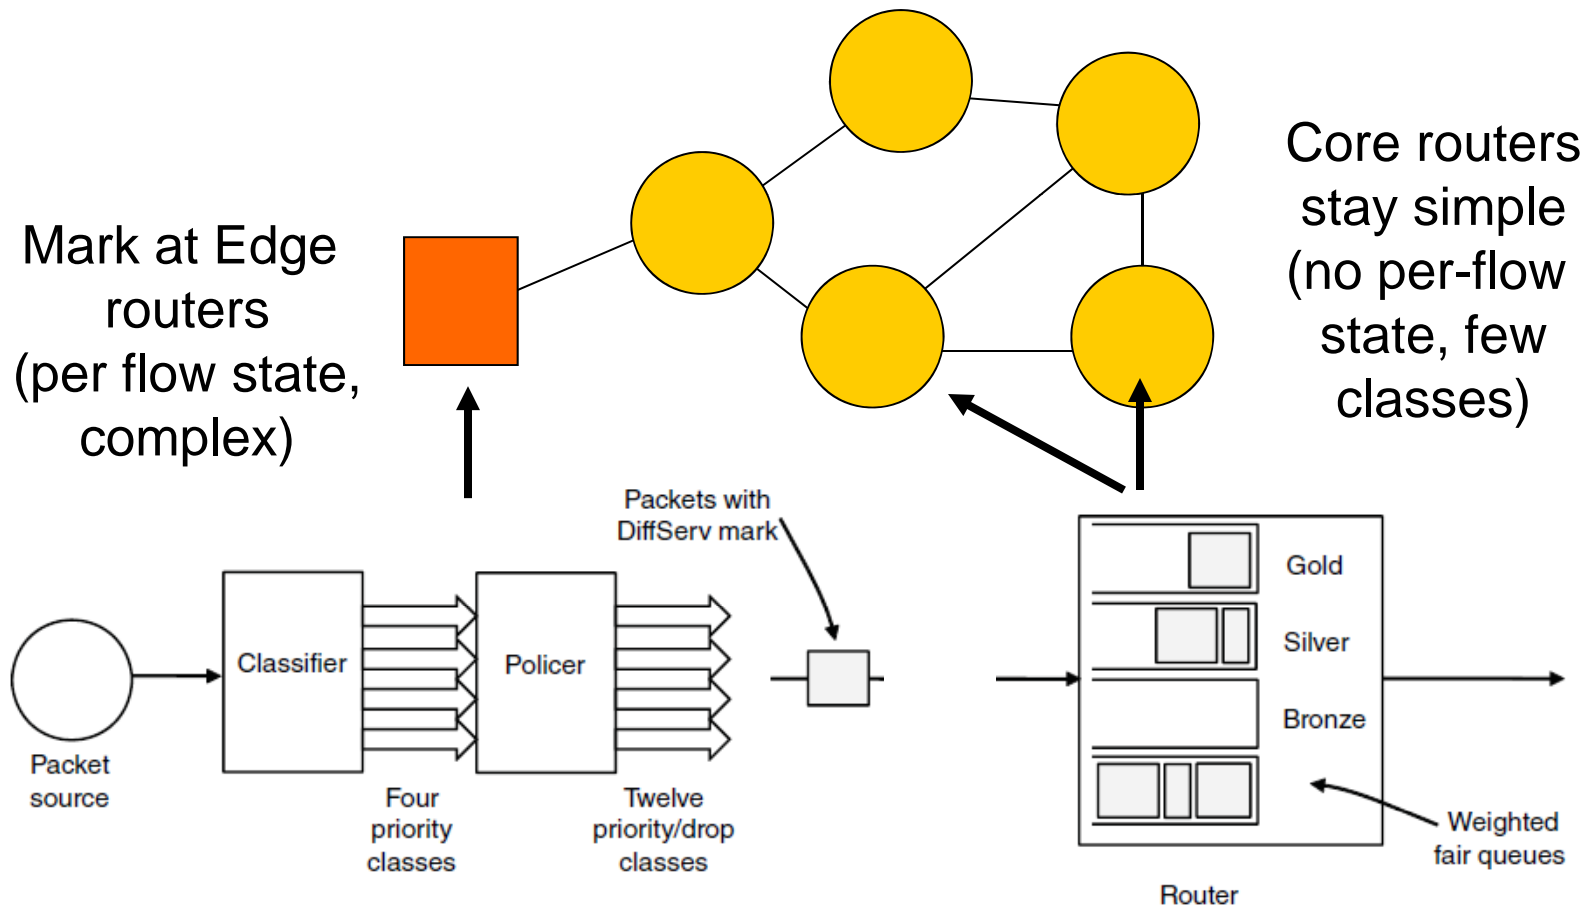 Mark at Edge
routers
(per flow state,
complex)
Core routers
stay simple
(no per-flow
state, few
classes)
Packets with
DiffServ mark
Packet
source
Classifier
Four
priority
classes
Policer
Twelve
priority/drop
classes
Gold
Silver
Bronze
Weighted
fair queues
Router